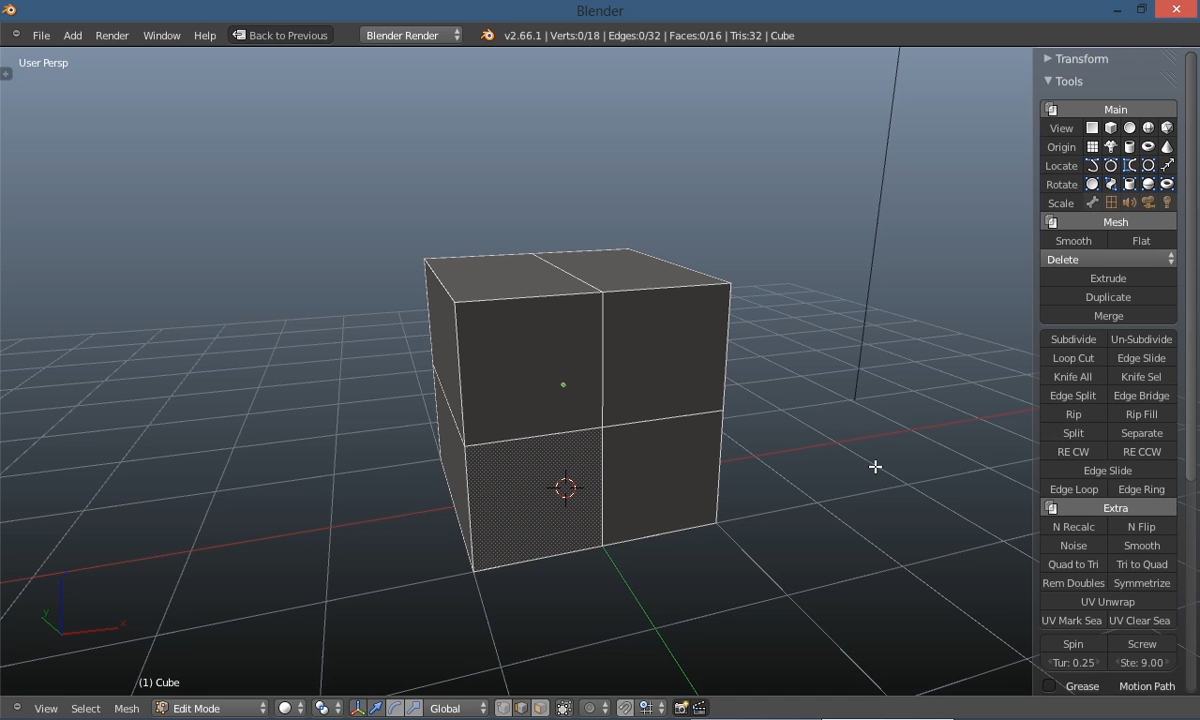 Blender
File Add Render Window Help Back to Previous Blender Render v2.66.1 | Verts:0/18 | Edges:0/32 | Faces:0/16 | Tris:32 | Cube
User Persp
Transform
Tools
Main
View
Origin
Locate
Rotate
Scale
Mesh
Smooth Flat
Delete
Extrude
Duplicate
Merge
Subdivide Un-Subdivide
Loop Cut Edge Slide
Knife All Knife Sel
Edge Split Edge Bridge
Rip Rip Fill
Split Separate
RE CW RE CCW
Edge Slide
Edge Loop Edge Ring
Extra
N Recalc N Flip
Noise Smooth
Quad to Tri Tri to Quad
Rem Doubles Symmetrize
UV Unwrap
UV Mark Sea UV Clear Sea
Spin Screw
Tur: 0.25 Ste: 9.00
Grease Motion Path
z
y
x
(1) Cube
View Select Mesh Edit Mode Global